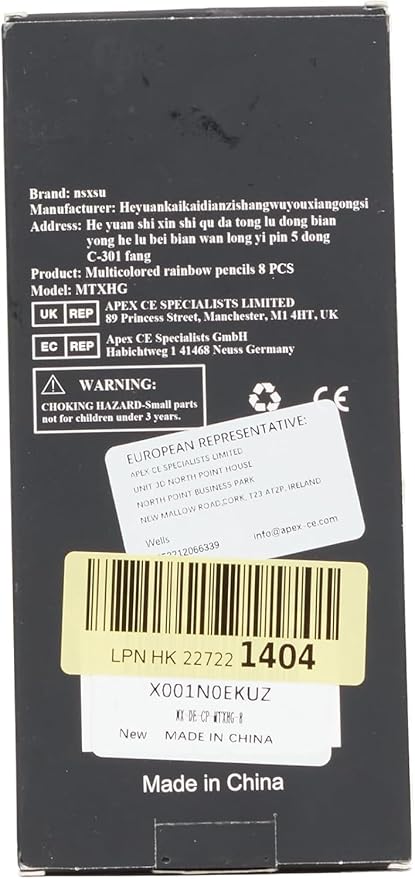 Brand: nsxsu
Manufacturer: Heyuankaikaidianzishangwuyouxiangongsi
Address: He yuan shi xin shi qu da tong lu dong bian
yong he lu bei bian wan long yi pin 5 dong
C-301 fang
Product: Multicolored rainbow pencils 8 PCS
Model: MTXHG
UK REP APEX CE SPECIALISTS LIMITED
89 Princess Street, Manchester, M1 4HT, UK
EC REP Apex CE Specialists GmbH
Habichtweg 1 41468 Neuss Germany
WARNING:
CHOKING HAZARD-Small parts
not for children under 3 years.
CE
EUROPEAN REPRESENTATIVE:
APEX CE SPECIALISTS LIMITED
UNIT 3D NORTH POINT HOUSE
NORTH POINT BUSINESS PARK
NEW MALLOW ROAD,CORK, T23 AT2P, IRELAND
Wells info@apex-ce.com
LPN HK 22722 1404
X001N0EKUZ
New MADE IN CHINA
Made in China